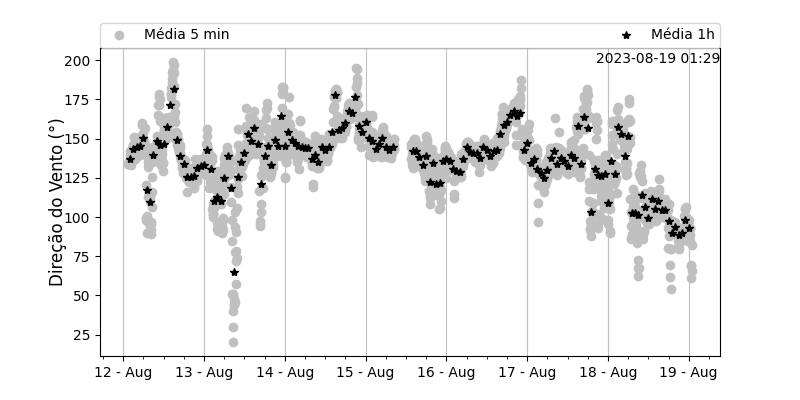 Média 5 min
Média 1h
2023-08-19 01:29
Direção do Vento (°)
200
175
150
125
100
75
50
25
12 - Aug
13 - Aug
14 - Aug
15 - Aug
16 - Aug
17 - Aug
18 - Aug
19 - Aug